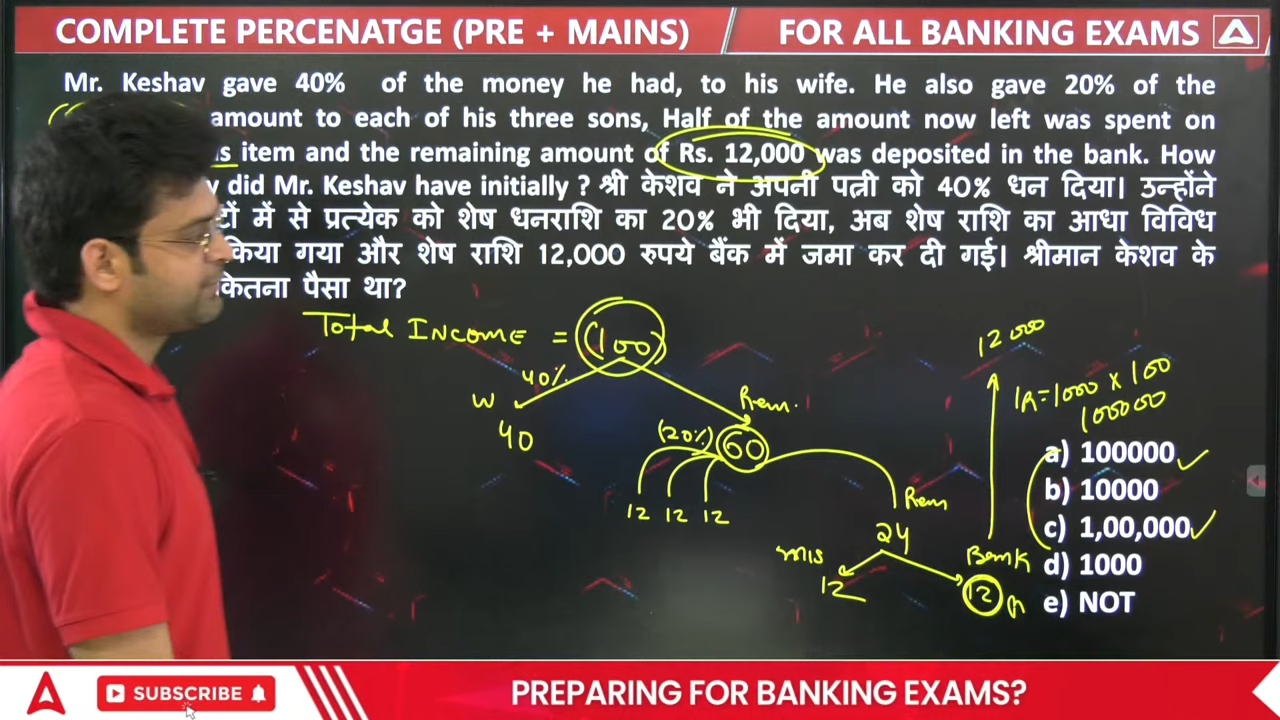 COMPLETE PERCENATGE (PRE + MAINS) FOR ALL BANKING EXAMS
Mr. Keshav gave 40% of the money he had, to his wife. He also gave 20% of the
amount to each of his three sons, Half of the amount now left was spent on
item and the remaining amount of Rs. 12,000 was deposited in the bank. How
did Mr. Keshav have initially ? श्री केशव ने अपनी पत्नी को 40% धन दिया। उन्होंने
में से प्रत्येक को शेष धनराशि का 20% भी दिया, अब शेष राशि का आधा विविध
किया गया और शेष राशि 12,000 रुपये बैंक में जमा कर दी गई। श्रीमान केशव के
कितना पैसा था?
Total INCOME = (100)
40%
W
40
Rem.
(20%) 60
12 12 12
Rem
24
Mis
12
Bank
12 R
12000
1R = 1000 x 100
100000
a) 100000
b) 10000
c) 1,00,000
d) 1000
e) NOT
SUBSCRIBE
PREPARING FOR BANKING EXAMS?